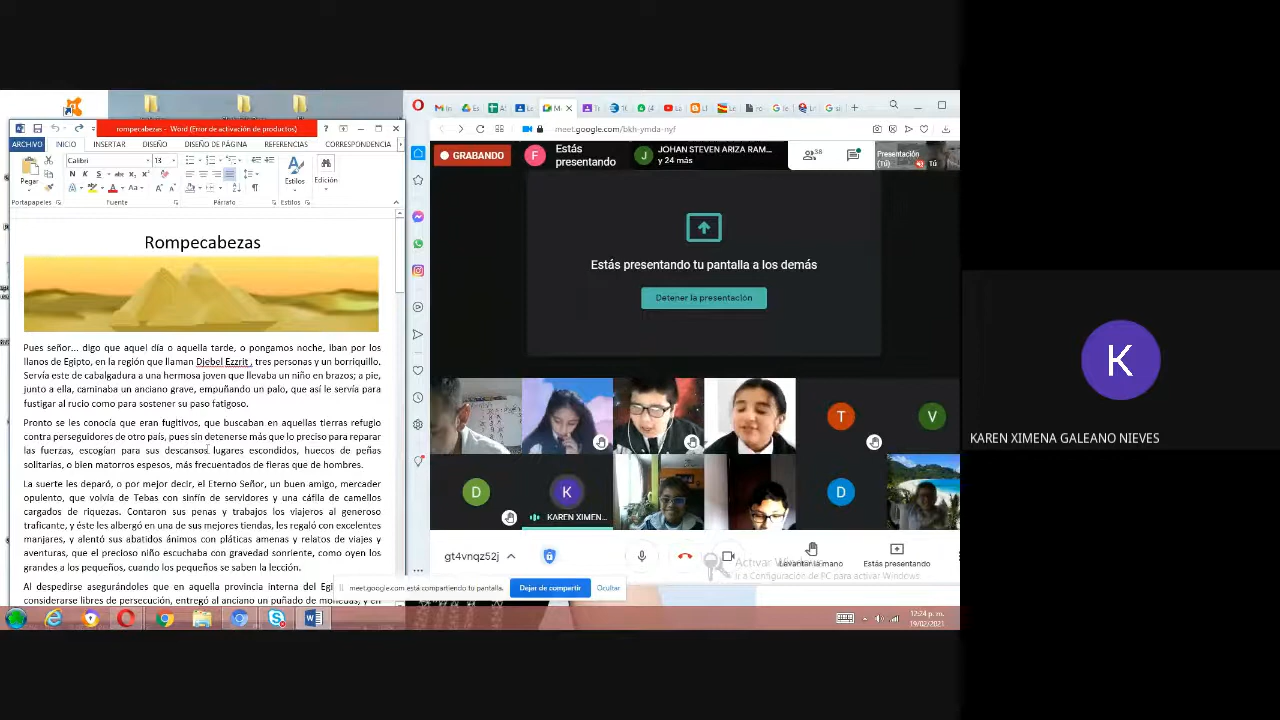 rompecabezas - Word (Error de activación de productos)
ARCHIVO INICIO INSERTAR DISEÑO DISEÑO DE PÁGINA REFERENCIAS CORRESPONDENCIA
Calibri 13
Pegar
Estilos
Edición
Portapapeles Fuente Párrafo Estilos
Rompecabezas
Pues señor... digo que aquel día o aquella tarde, o pongamos noche, iban por los
llanos de Egipto, en la región que llaman Djebel Ezzrit , tres personas y un borriquillo.
Servía este de cabalgadura a una hermosa joven que llevaba un niño en brazos; a pie,
junto a ella, caminaba un anciano grave, empuñando un palo, que así le servía para
fustigar al rucio como para sostener su paso fatigoso.
Pronto se les conocía que eran fugitivos, que buscaban en aquellas tierras refugio
contra perseguidores de otro país, pues sin detenerse más que lo preciso para reparar
las fuerzas, escogían para sus descansos lugares escondidos, huecos de peñas
solitarias, o bien matorros espesos, más frecuentados de fieras que de hombres.
La suerte les deparó, o por mejor decir, el Eterno Señor, un buen amigo, mercader
opulento, que volvía de Tebas con sinfín de servidores y una cáfila de camellos
cargados de riquezas. Contaron sus penas y trabajos los viajeros al generoso
traficante, y éste les albergó en una de sus mejores tiendas, les regaló con excelentes
manjares, y alentó sus abatidos ánimos con pláticas amenas y relatos de viajes y
aventuras, que el precioso niño escuchaba con gravedad sonriente, como oyen los
grandes a los pequeños, cuando los pequeños se saben la lección.
Al despedirse asegurándoles que en aquella provincia interna del
considerarse libres de persecución, entregó al anciano un puñado de monedas, y en
meet.google.com/bkh-ymda-nyf
GRABANDO
F Estás presentando
J JOHAN STEVEN ARIZA RAM...
y 24 más
38
Presentación
(Tú)
Tú
Estás presentando tu pantalla a los demás
Detener la presentación
T
V
D
K
KAREN XIMEN...
D
gt4vnqz52j
Levantar la mano
Estás presentando
Activar Windows
Ir a Configuración de PC para activar Windows.
meet.google.com está compartiendo tu pantalla.
Dejar de compartir
Ocultar
12:24 p. m.
19/02/2021
K
KAREN XIMENA GALEANO NIEVES